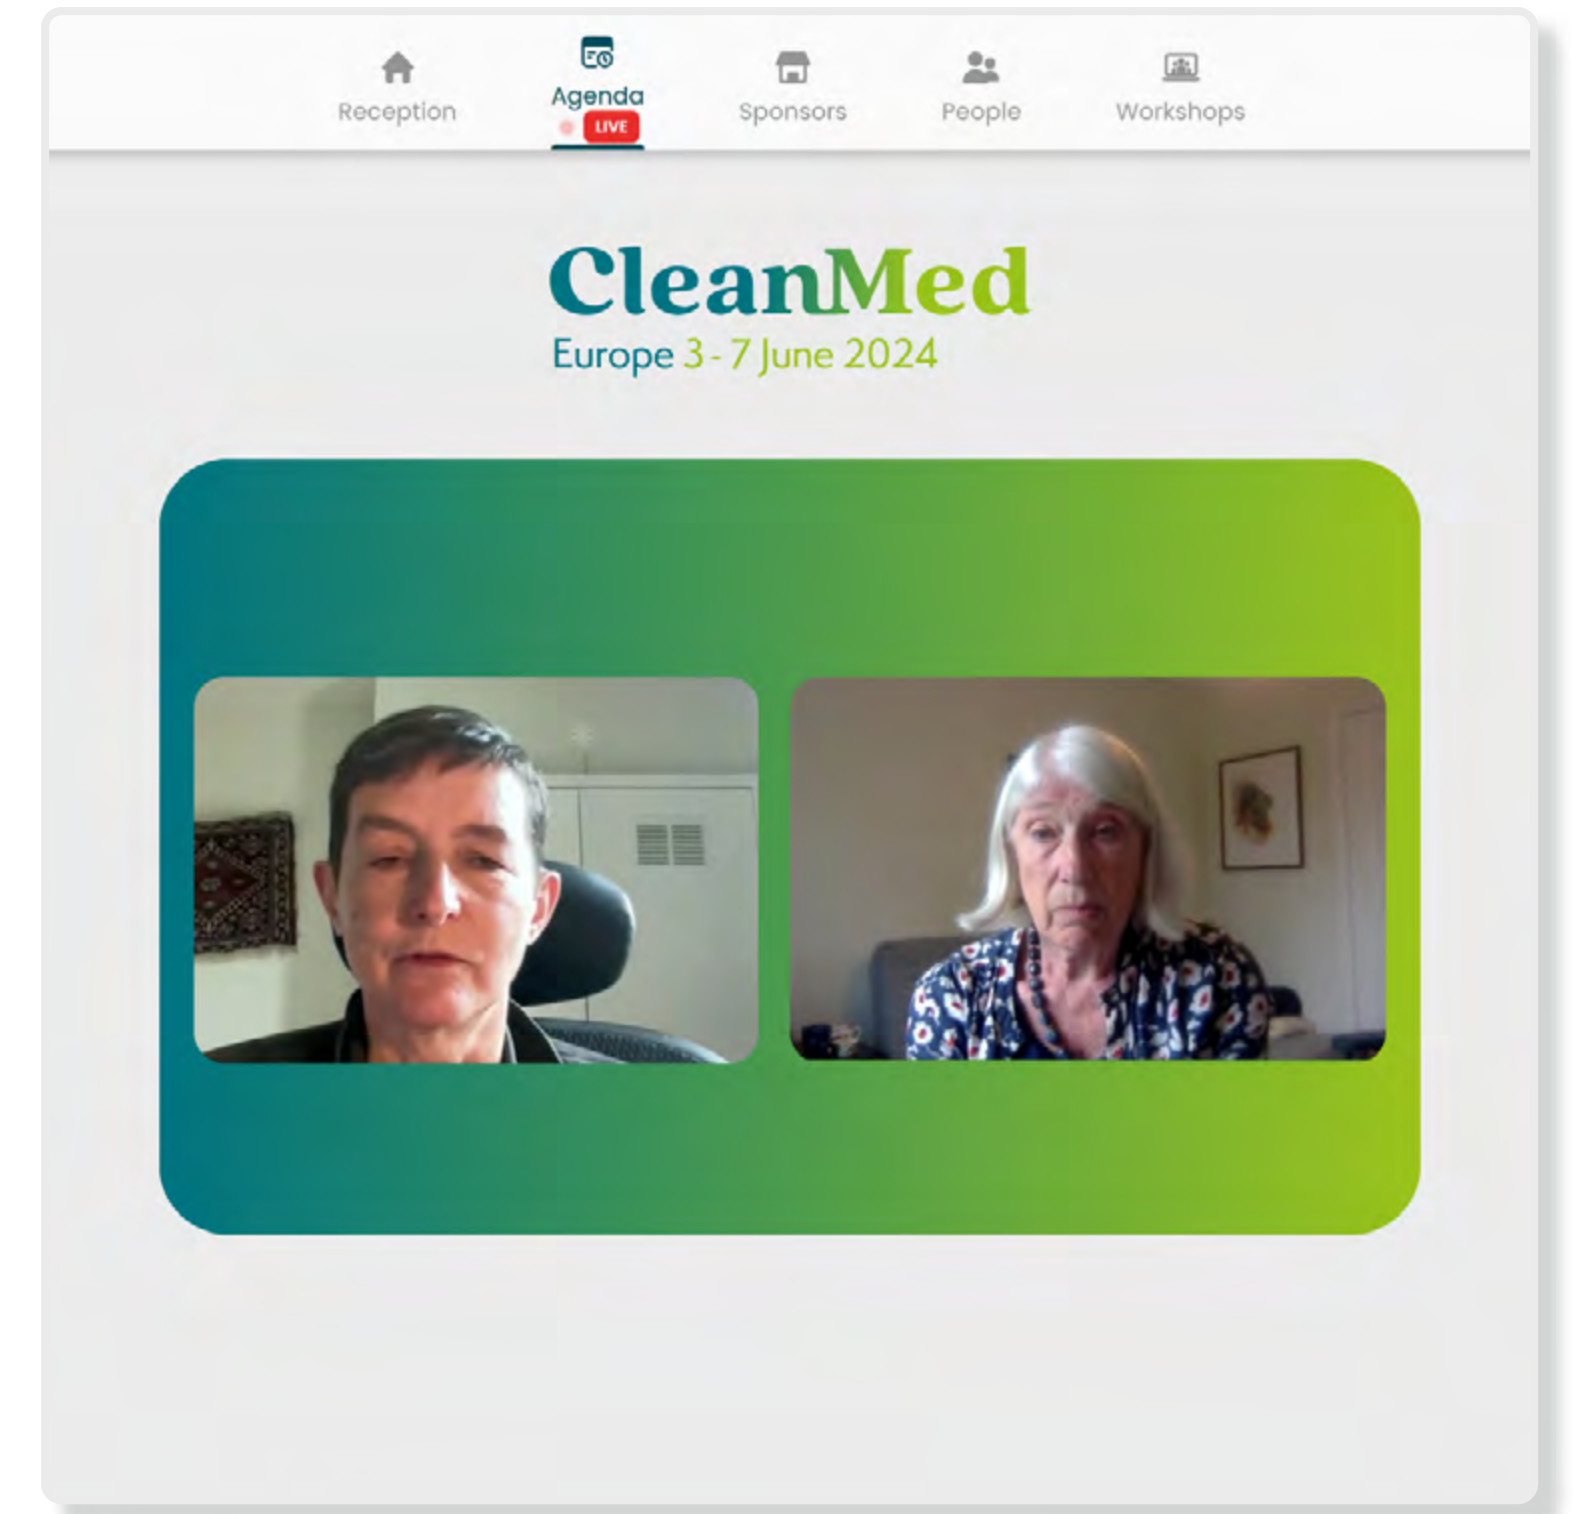 Reception
Agenda
LIVE
Sponsors
People
Workshops
CleanMed
Europe 3 - 7 June 2024